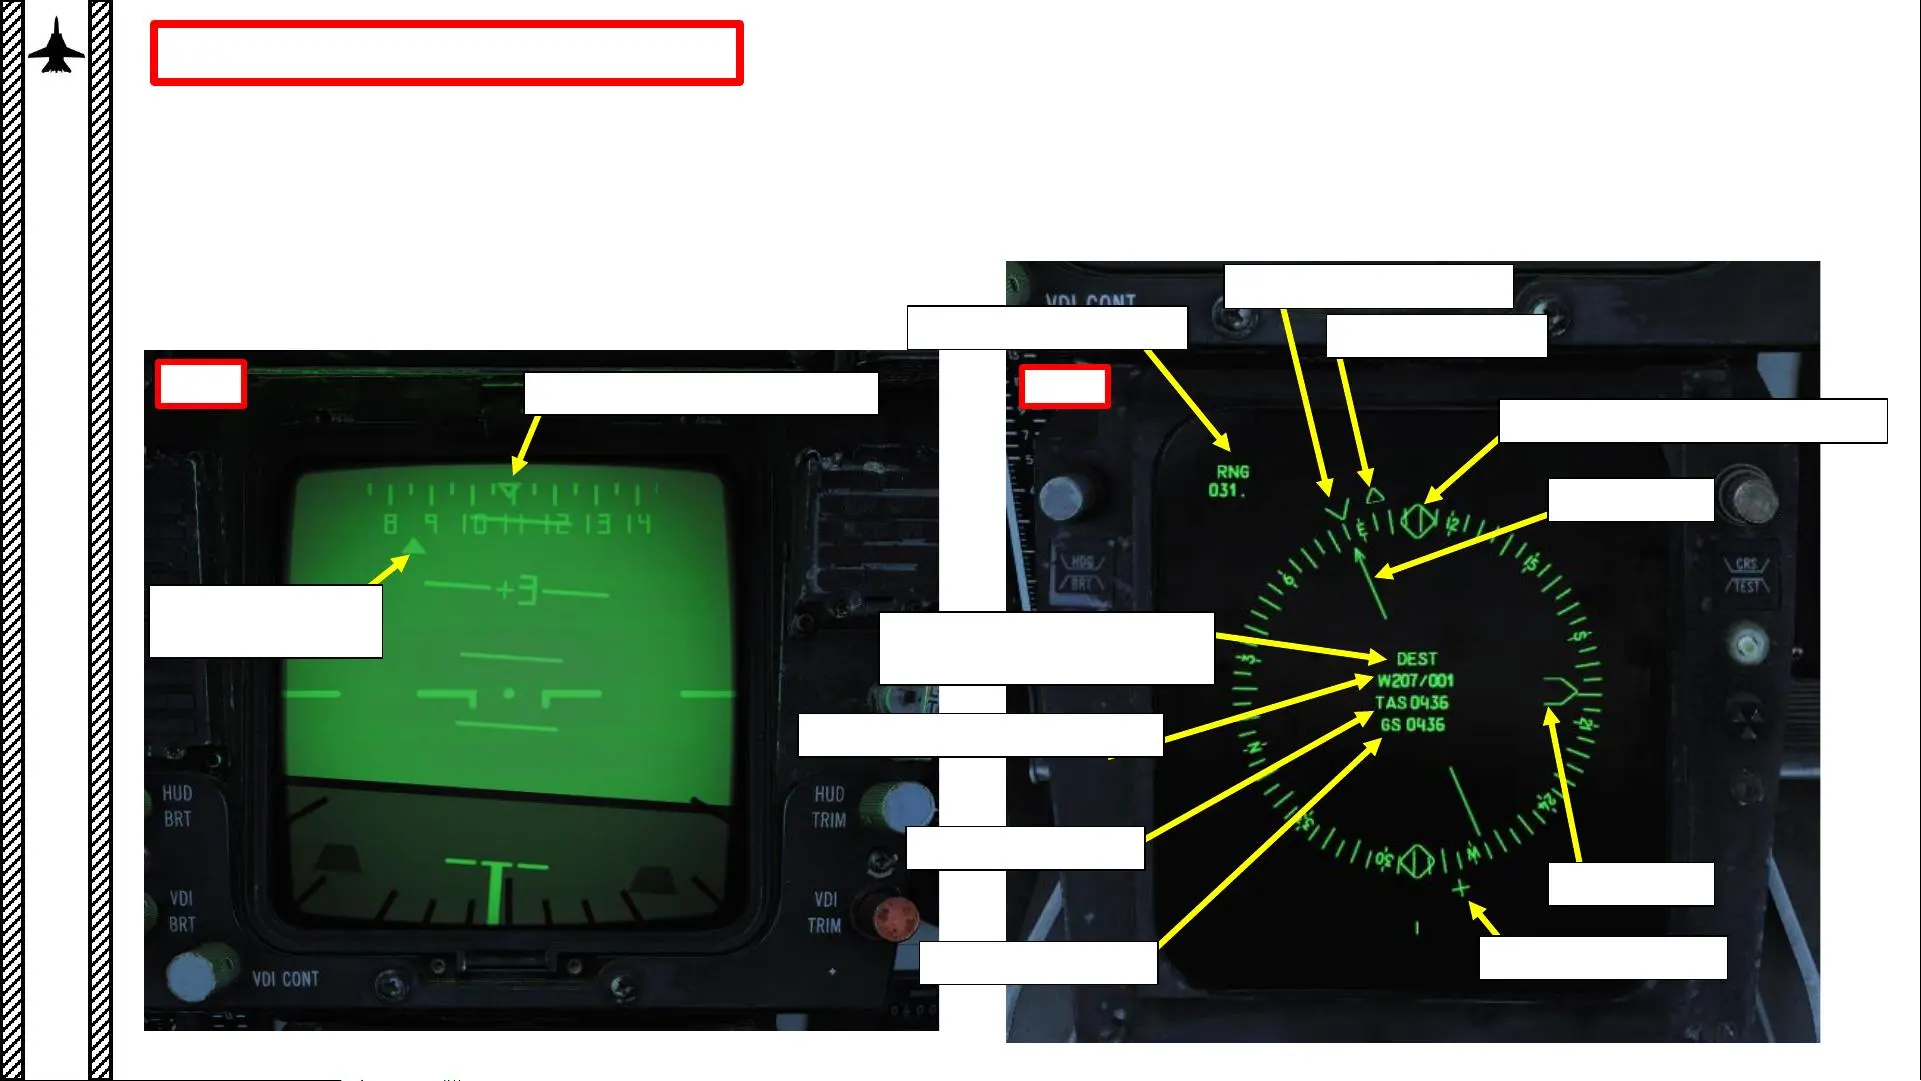 VDI CONT
8 9 10 11 12 13 14
+3
HUD
BRT
HUD
TRIM
VDI
BRT
VDI
TRIM
VDI CONT
RNG
031.
HDG
BRT
GRS
TEST
E
12
15
S
21
24
W
30
33
N
3
6
DEST
W207/001
TAS 0436
GS 0436